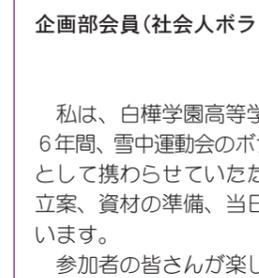 企画部会員（社会人ボラ
私は、白樺学園高等学
６年間、雪中運動会のボ
として携わらせていただ
立案、資材の準備、当日
います。
参加者の皆さんが楽し